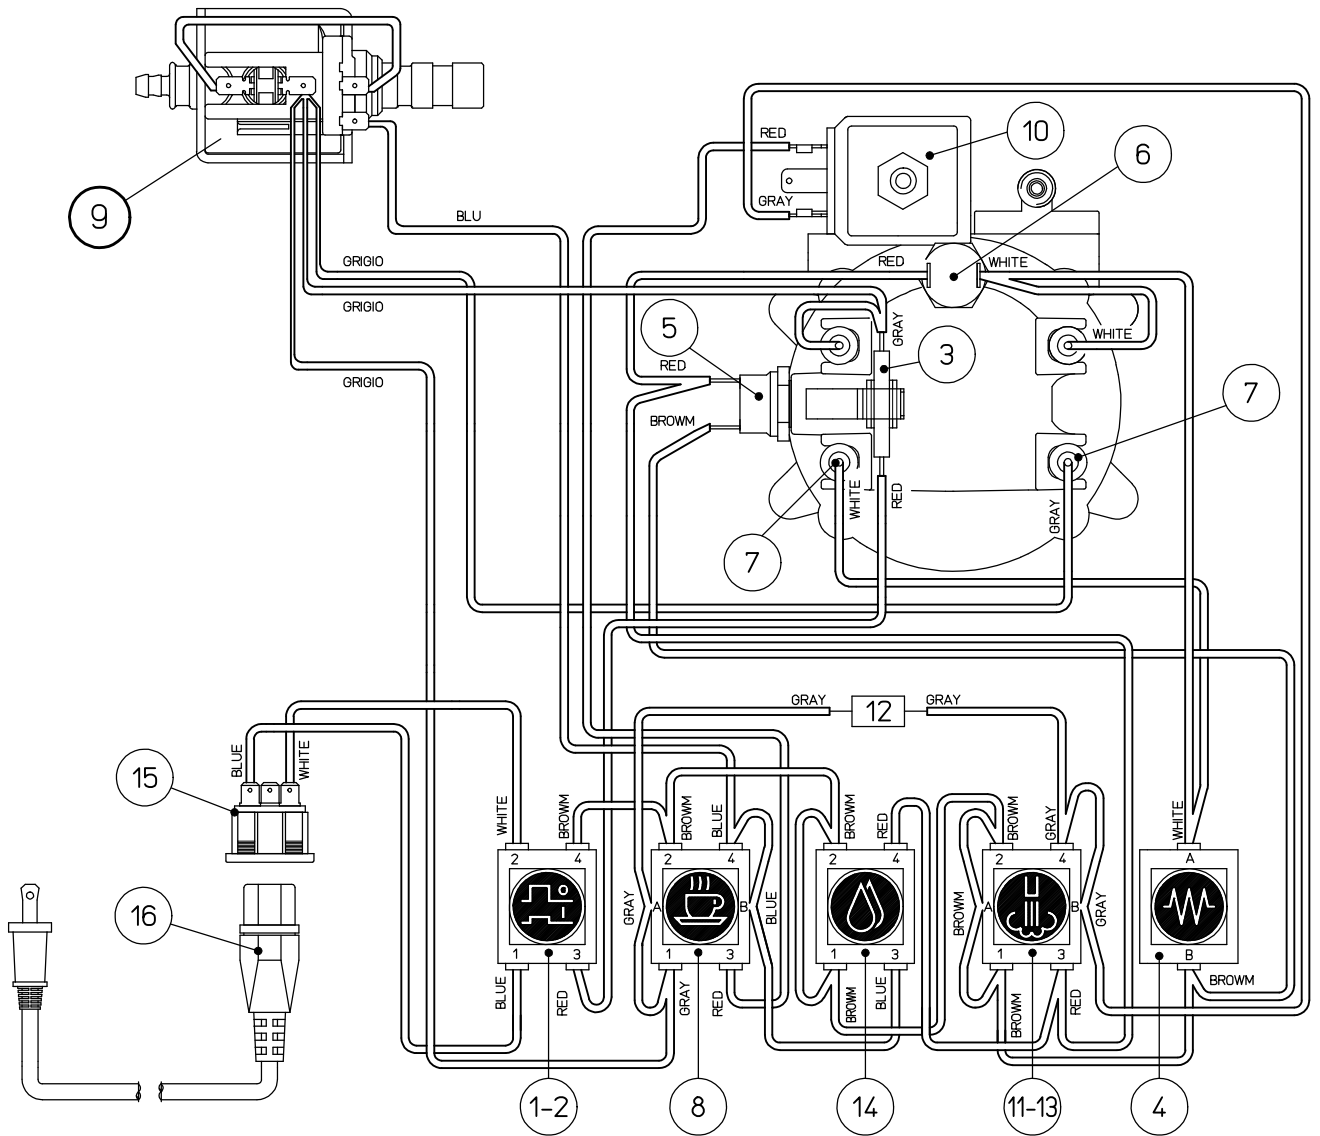 RED
10
6
GRAY
9
BLU
GRIGIO
RED
WHITE
GRIGIO
5
GRAY
WHITE
3
RED
GRIGIO
7
BROWM
WHITE
RED
GRAY
7
GRAY
12
GRAY
BLUE
WHITE
15
WHITE
BROWM
BROWM
BLUE
BROWM
RED
BROWM
GRAY
WHITE
2
4
2
4
2
4
2
4
A
16
GRAY
A
B
BLUE
BROWM
A
B
GRAY
1
3
1
3
1
3
1
3
B
BLUE
RED
GRAY
RED
BROWM
BLUE
BROWM
RED
BROWM
1-2
8
14
11-13
4